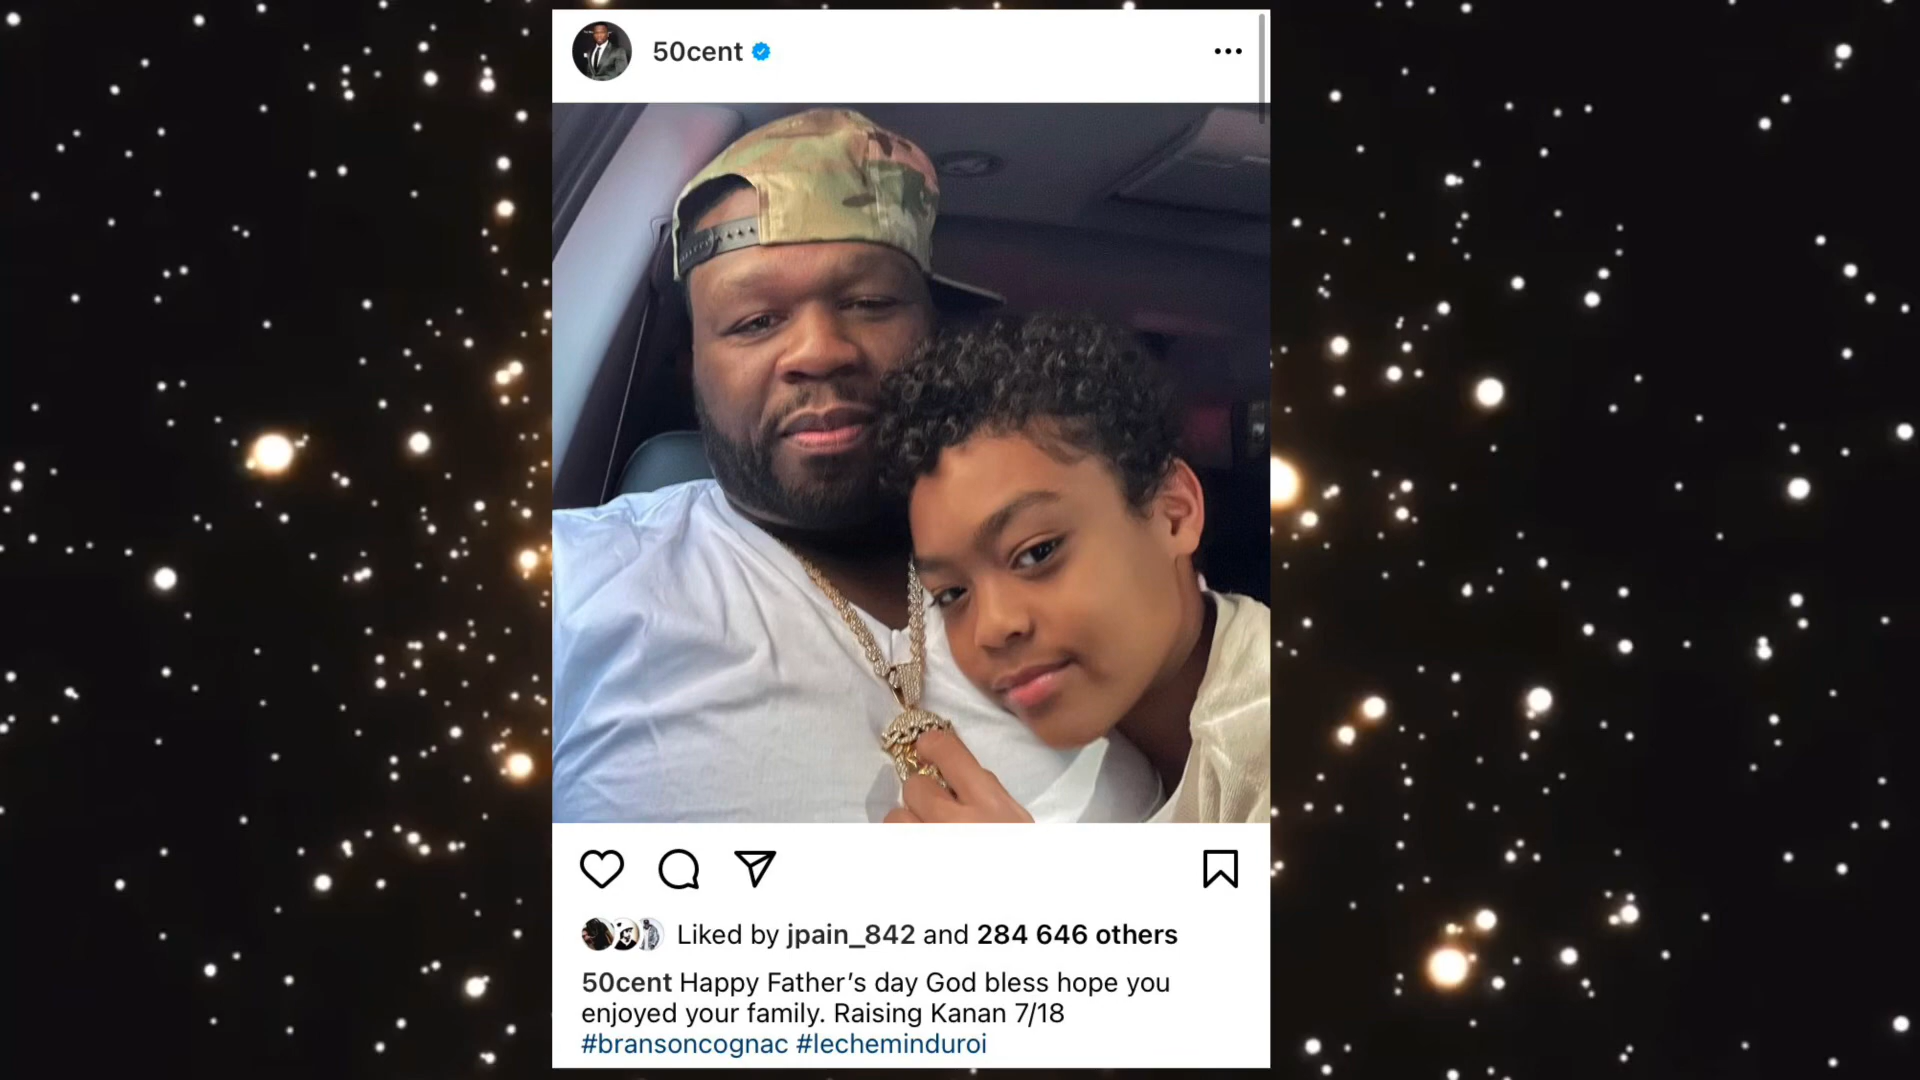 50cent
Liked by jpain_842 and 284 646 others
50cent Happy Father's day God bless hope you
enjoyed your family. Raising Kanan 7/18
#bransoncognac #lecheminduroi